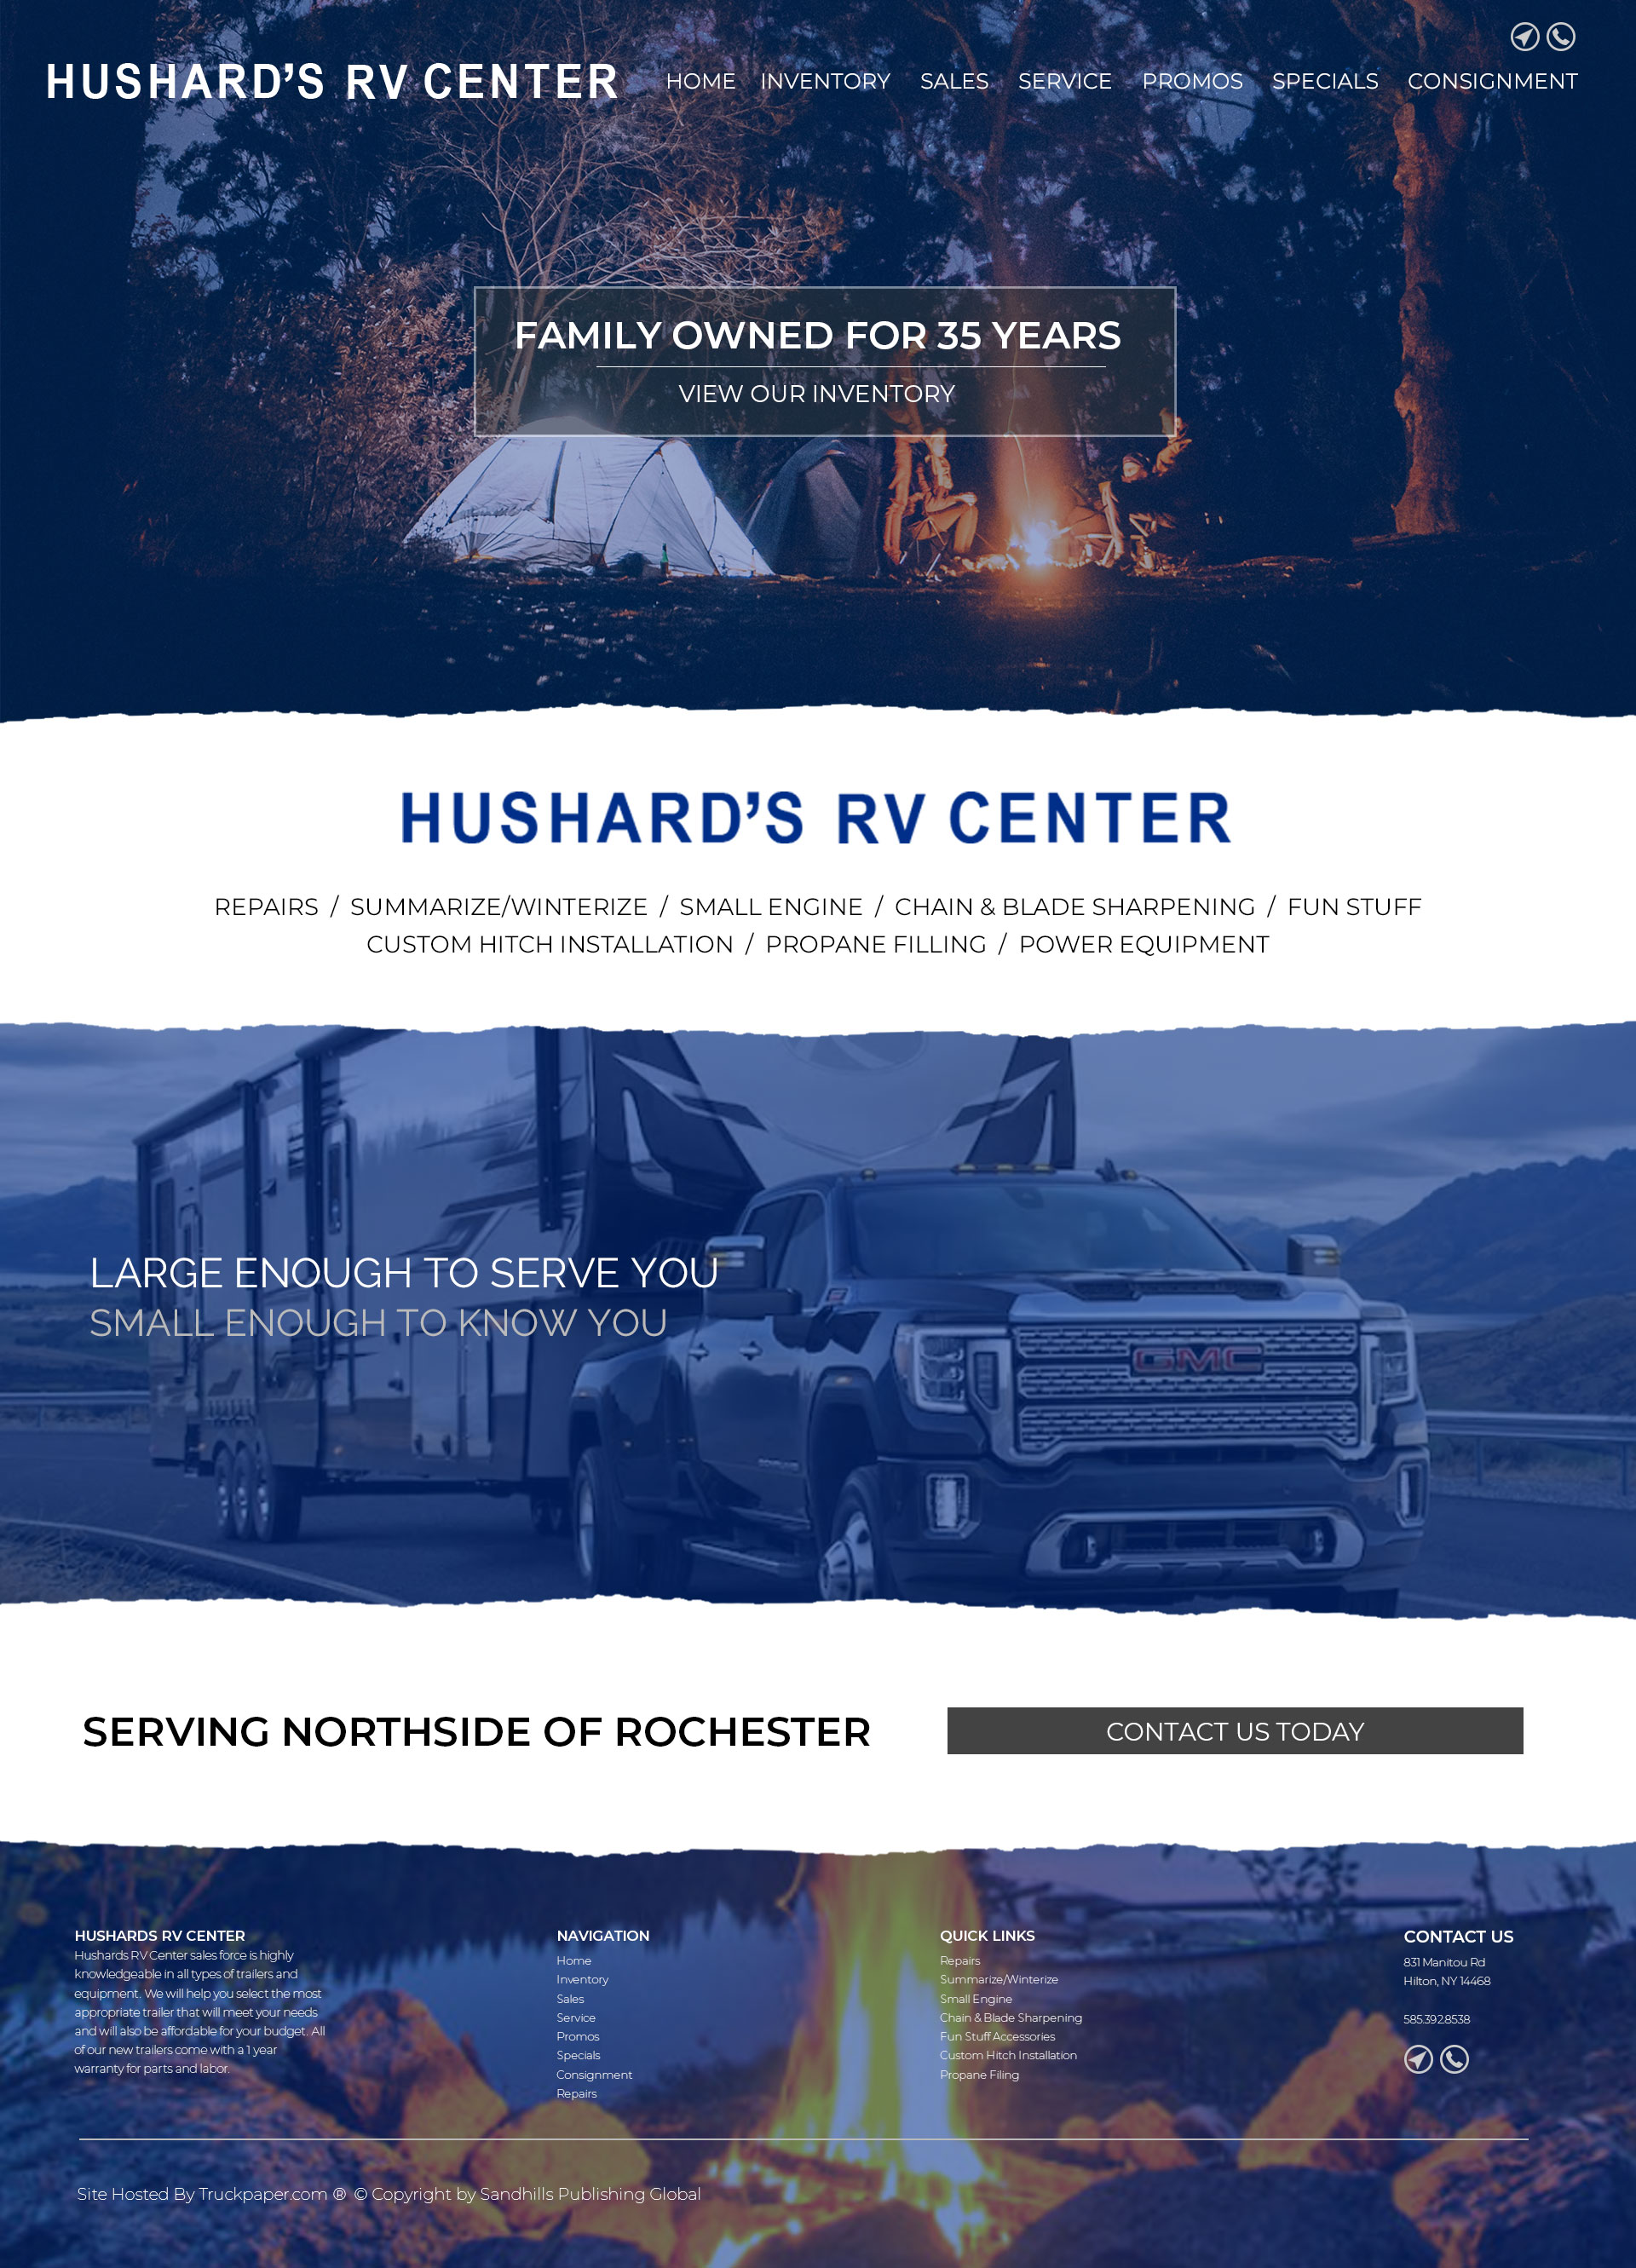 HUSHARD'S RV CENTER
HOME INVENTORY SALES SERVICE PROMOS SPECIALS CONSIGNMENT
FAMILY OWNED FOR 35 YEARS
VIEW OUR INVENTORY
HUSHARD'S RV CENTER
REPAIRS / SUMMARIZE/WINTERIZE / SMALL ENGINE / CHAIN & BLADE SHARPENING / FUN STUFF
CUSTOM HITCH INSTALLATION / PROPANE FILLING / POWER EQUIPMENT
LARGE ENOUGH TO SERVE YOU
SMALL ENOUGH TO KNOW YOU
GMC
SERVING NORTHSIDE OF ROCHESTER
CONTACT US TODAY
HUSHARDS RV CENTER
Hushards RV Center sales force is highly
knowledgeable in all types of trailers and
equipment. We will help you select the most
appropriate trailer that will meet your needs
and will also be affordable for your budget. All
of our new trailers come with a 1 year
warranty for parts and labor.
NAVIGATION
Home
Inventory
Sales
Service
Promos
Specials
Consignment
Repairs
QUICK LINKS
Repairs
Summarize/Winterize
Small Engine
Chain & Blade Sharpening
Fun Stuff Accessories
Custom Hitch Installation
Propane Filing
CONTACT US
831 Manitou Rd
Hilton, NY 14468
585.392.8538
Site Hosted By Truckpaper.com ® © Copyright by Sandhills Publishing Global